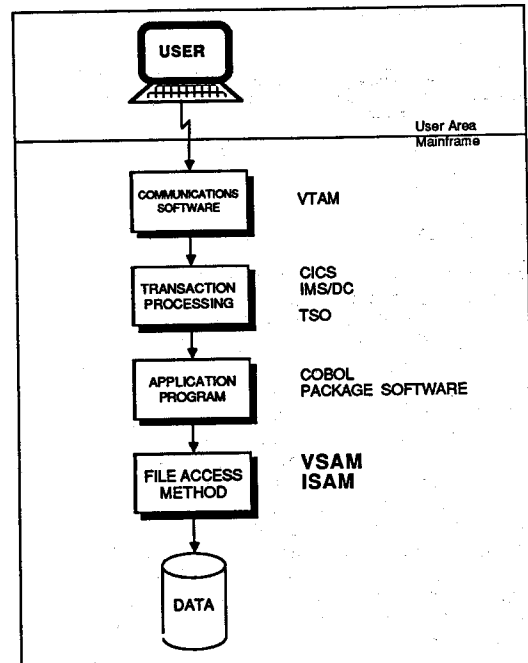 USER
User Area
Mainframe
COMMUNICATIONS
SOFTWARE
VTAM
TRANSACTION
PROCESSING
CICS
IMS/DC
TSO
APPLICATION
PROGRAM
COBOL
PACKAGE SOFTWARE
FILE ACCESS
METHOD
VSAM
ISAM
DATA